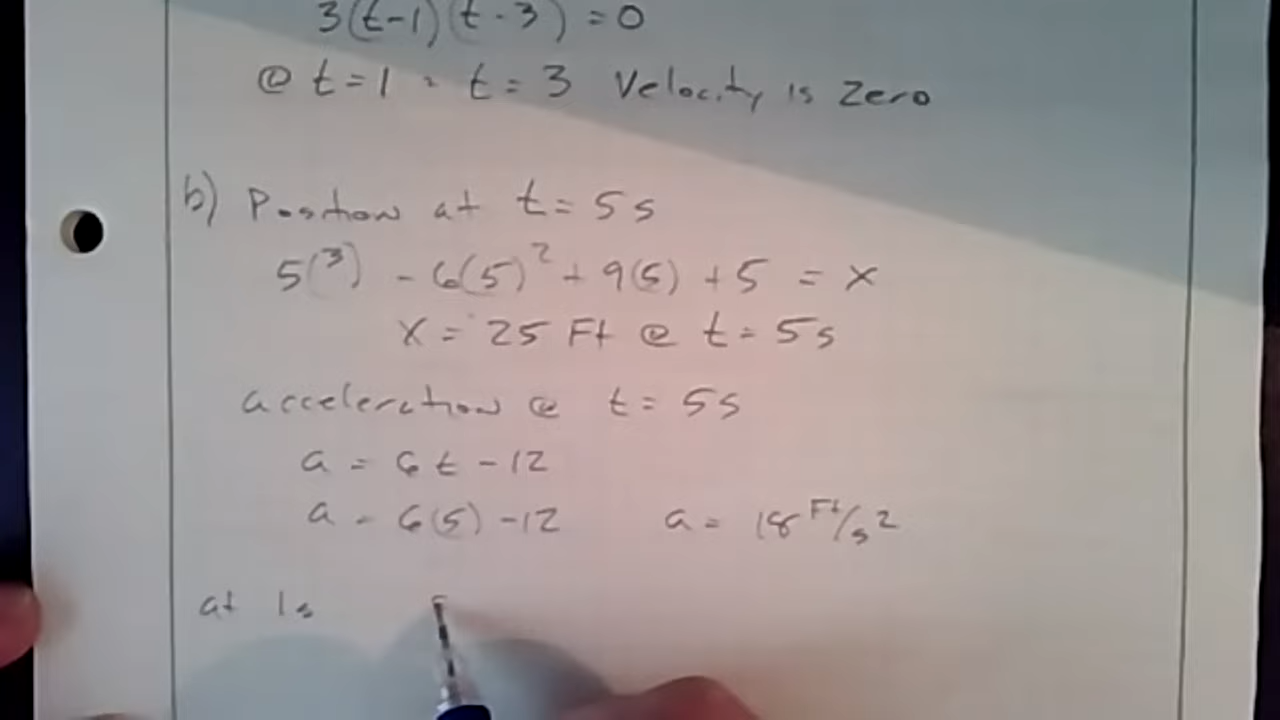 3(t-1)(t-3) = 0
@ t=1, t=3 Velocity is Zero
b) Position at t=5s
5(³) - 6(5)² + 9(5) + 5 = x
x = 25 Ft @ t=5s
acceleration @ t=5s
a = 6t - 12
a = 6(5) - 12 a = 18 Ft/s²
at 1s